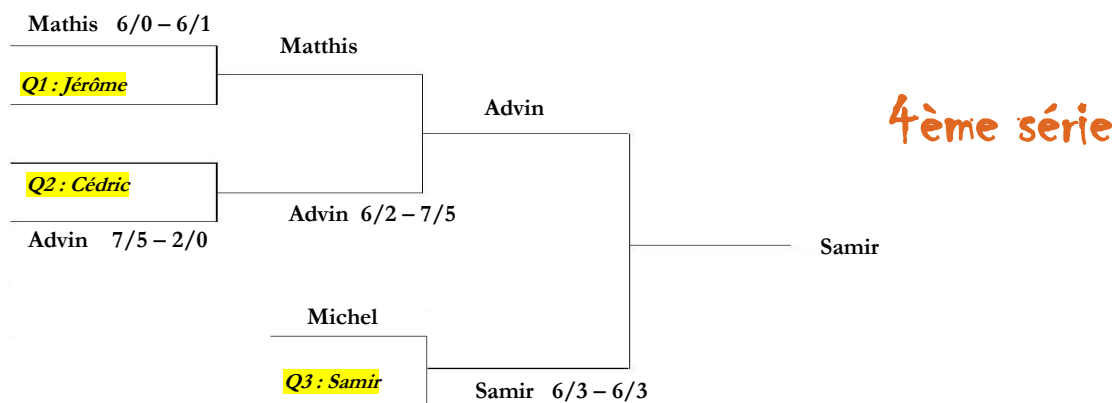 Mathis 6/0 – 6/1
Matthis
Q1 : Jérôme
Advin
4ème série
Q2 : Cédric
Advin 6/2 – 7/5
Advin 7/5 – 2/0
Samir
Michel
Q3 : Samir
Samir 6/3 – 6/3